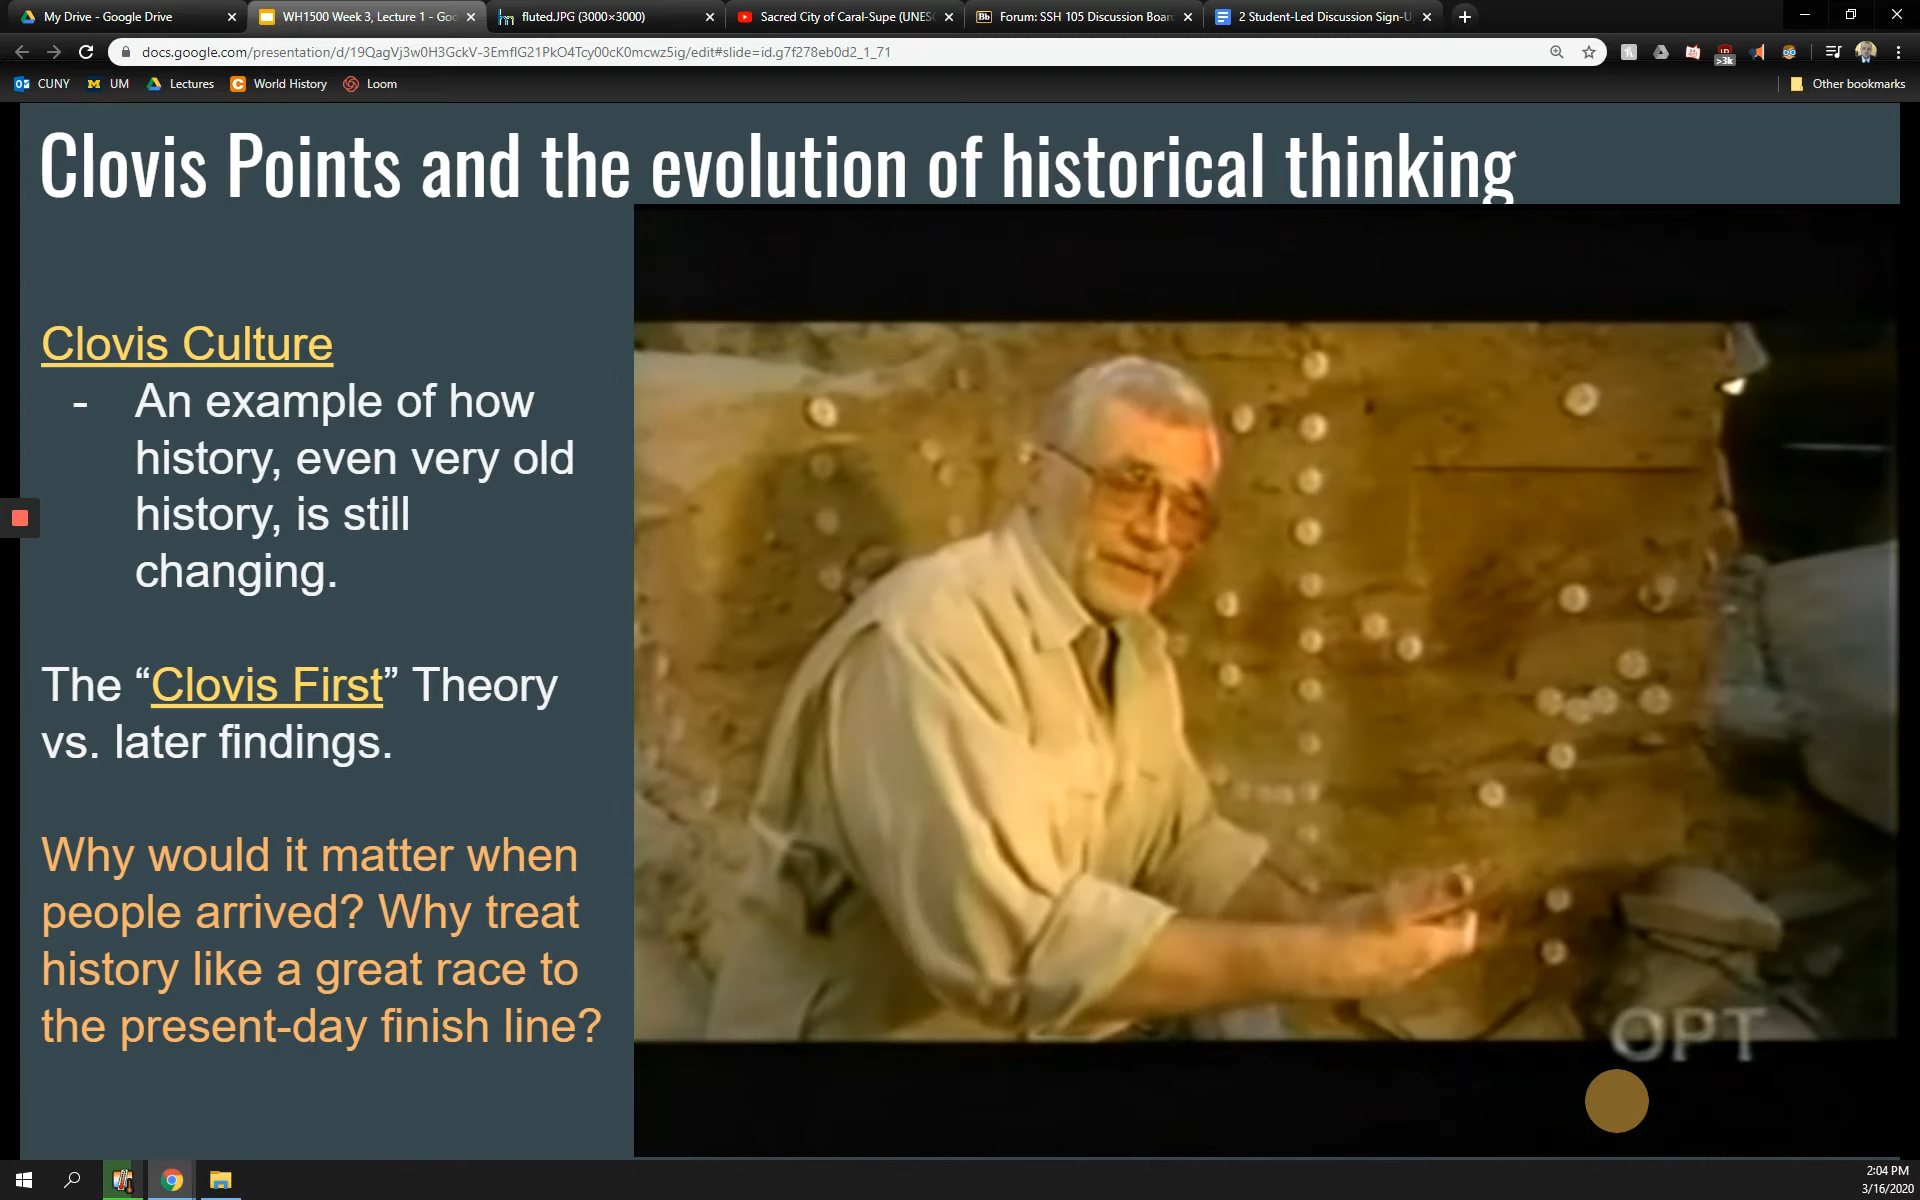 My Drive - Google Drive
WH1500 Week 3, Lecture 1 - Goo
fluted.JPG (3000×3000)
Sacred City of Caral-Supe (UNESC
Forum: SSH 105 Discussion Board
2 Student-Led Discussion Sign-U
docs.google.com/presentation/d/19QagVj3w0H3GckV-3EmflG21PkO4Tcy00cK0mcwz5ig/edit#slide=id.g7f278eb0d2_1_71
>3k
CUNY
UM
Lectures
World History
Loom
Other bookmarks
Clovis Points and the evolution of historical thinking
Clovis Culture
- An example of how
history, even very old
history, is still
changing.
The “Clovis First” Theory
vs. later findings.
Why would it matter when
people arrived? Why treat
history like a great race to
the present-day finish line?
OPT
2:04 PM
3/16/2020